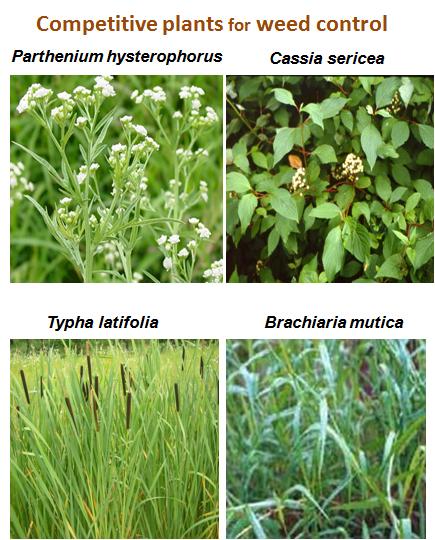 Competitive plants for weed control
Parthenium hysterophorus
Cassia sericea
Typha latifolia
Brachiaria mutica